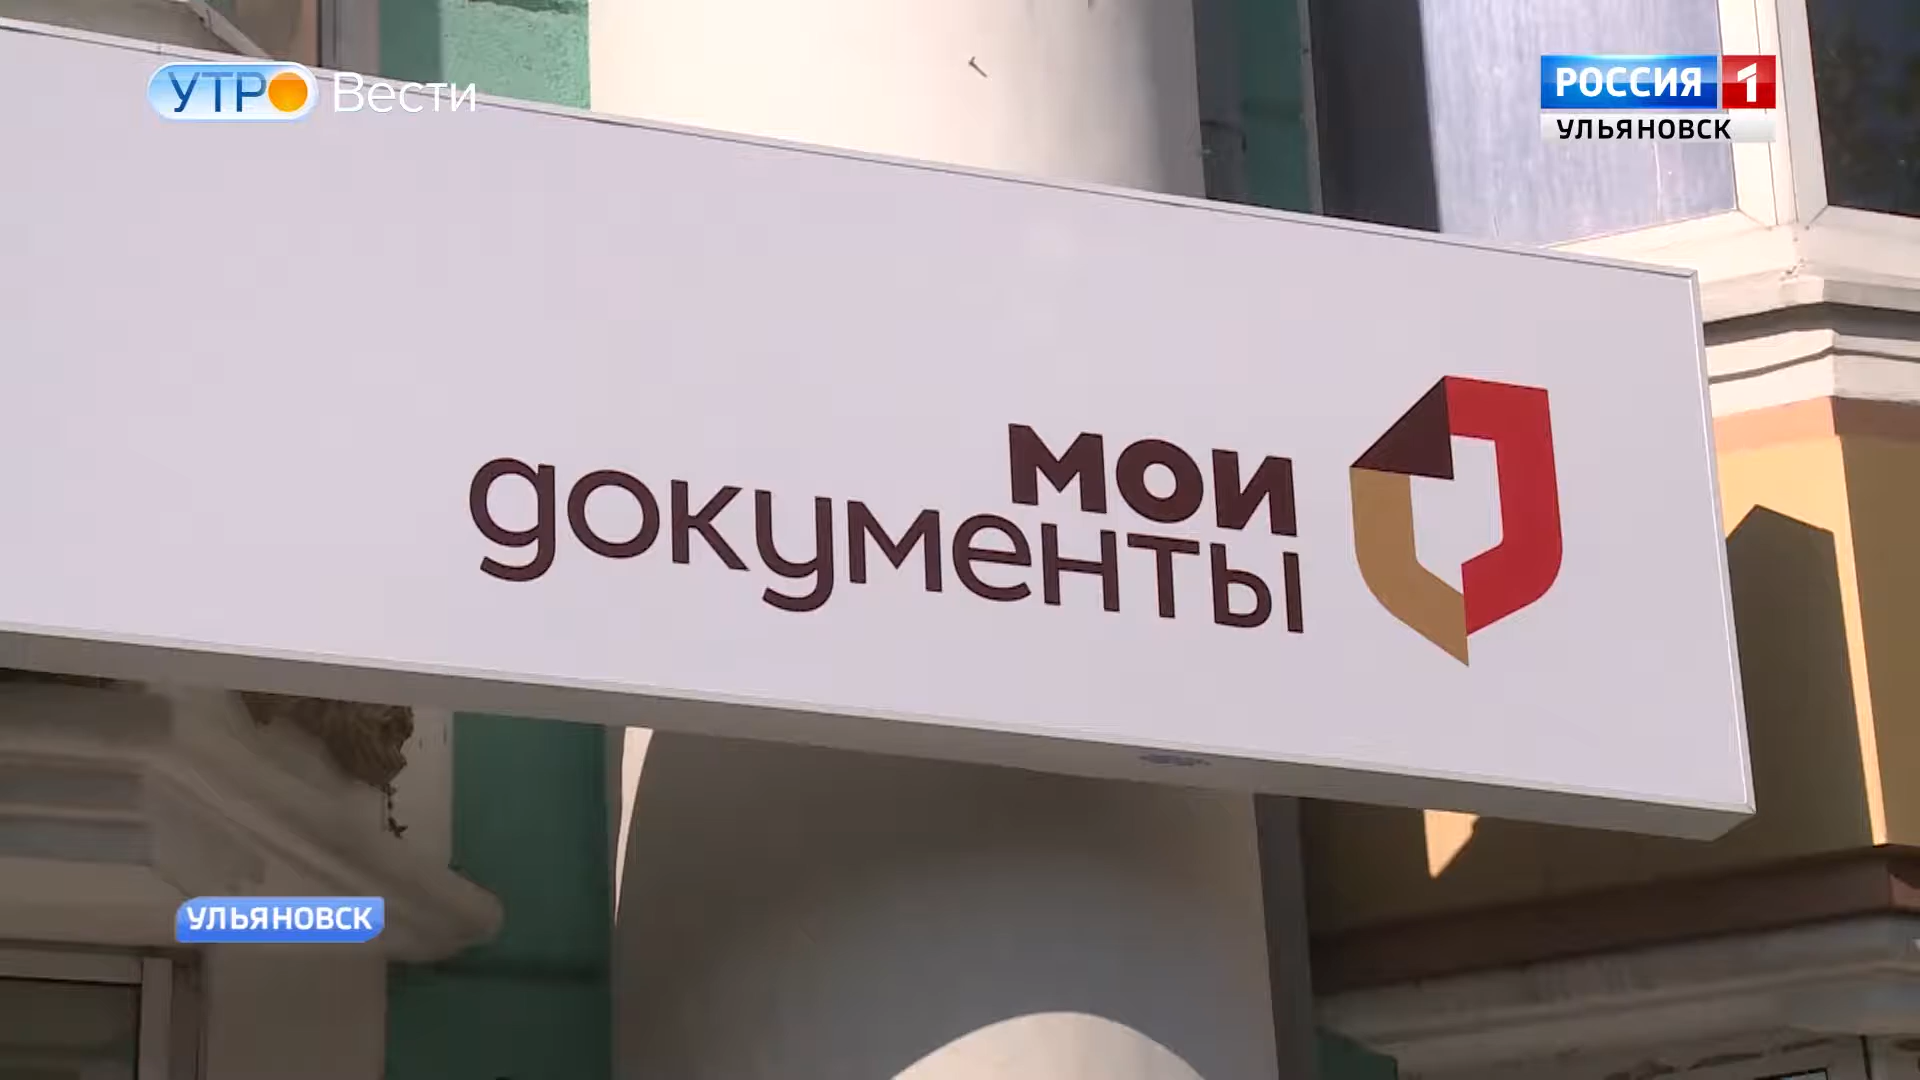 УТРО Вести
РОССИЯ 1
УЛЬЯНОВСК
мои
документы
УЛЬЯНОВСК